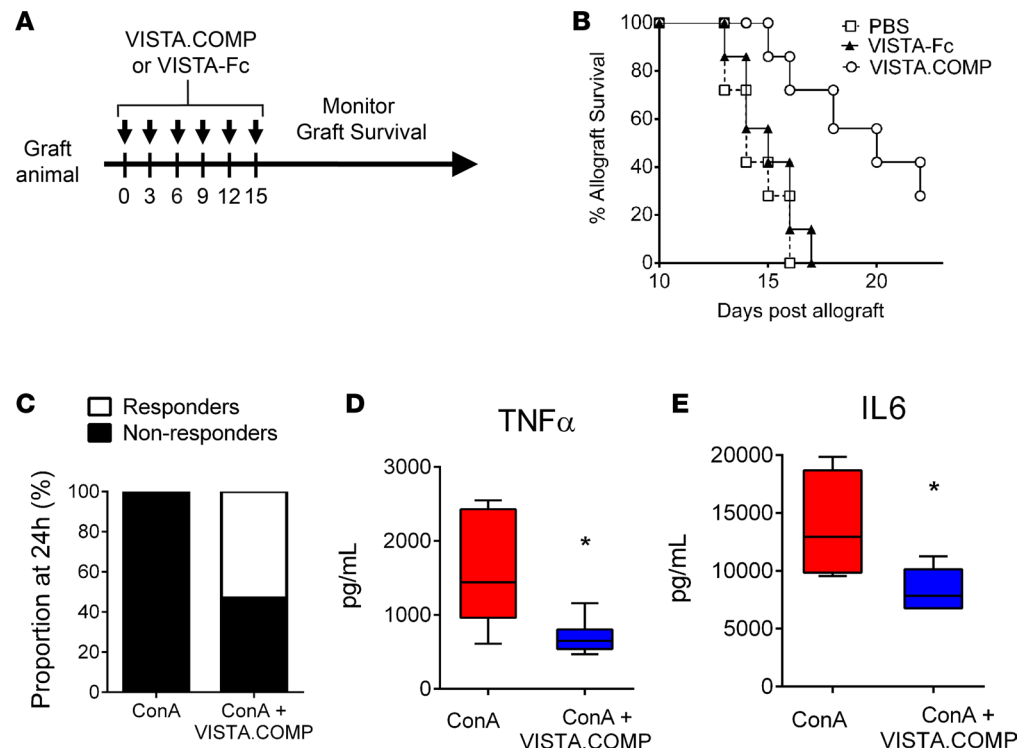 A
VISTA.COMP
or VISTA-Fc
Monitor
Graft Survival
Graft
animal
0 3 6 9 12 15
B
PBS
VISTA-Fc
VISTA.COMP
% Allograft Survival
100
80
60
40
20
0
10 15 20
Days post allograft
C
Responders
Non-responders
Proportion at 24h (%)
100
80
60
40
20
0
ConA
ConA +
VISTA.COMP
D
TNFα
pg/mL
3000
2000
1000
0
ConA
ConA +
VISTA.COMP
*
E
IL6
pg/mL
20000
15000
10000
5000
0
ConA
ConA +
VISTA.COMP
*